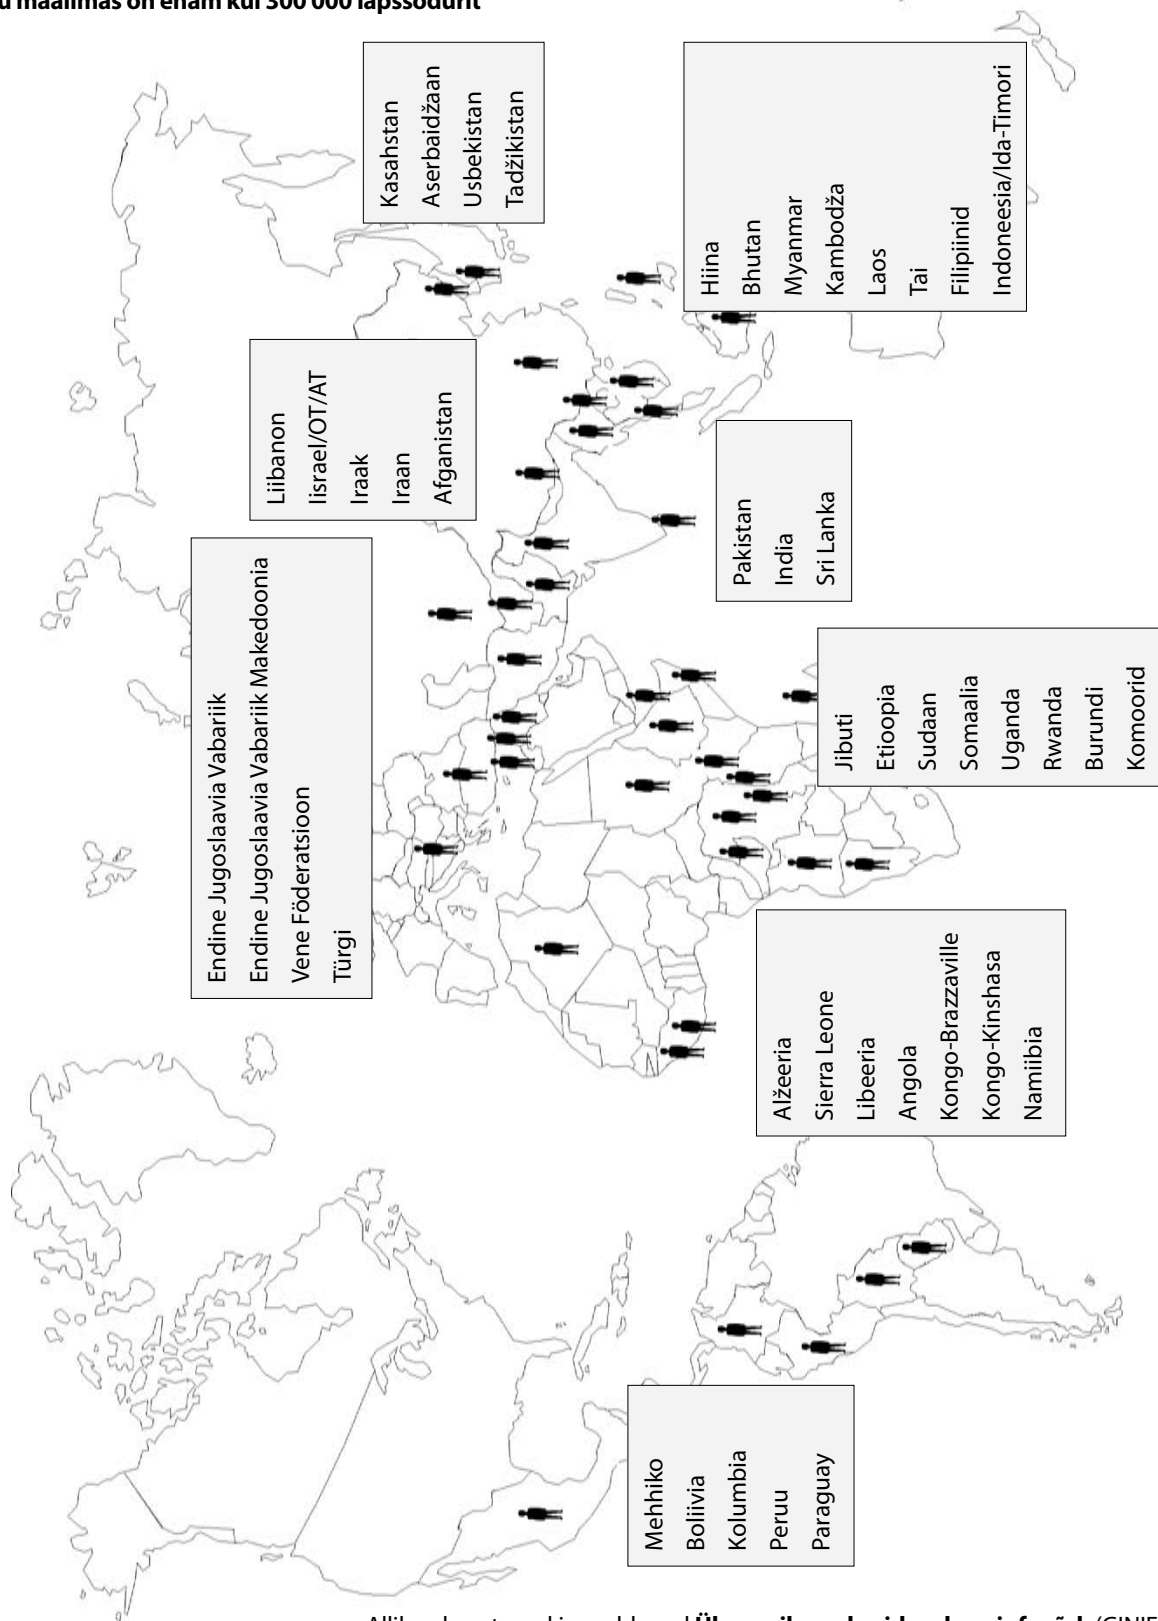 u maailmas on enam kui 300 000 lapssõdurit
Kasahstan
Aserbaidžaan
Usbekistan
Tadžikistan
Hiina
Bhutan
Myanmar
Kambodža
Laos
Tai
Filipiinid
Indoneesia/Ida-Timori
Liibanon
Iisrael/OT/AT
Iraak
Iraan
Afganistan
Endine Jugoslaavia Vabariik
Endine Jugoslaavia Vabariik Makedoonia
Vene Föderatsioon
Türgi
Pakistan
India
Sri Lanka
Jibuti
Etioopia
Sudaan
Somaalia
Uganda
Rwanda
Burundi
Komoorid
Alžeeria
Sierra Leone
Libeeria
Angola
Kongo-Brazzaville
Kongo-Kinshasa
Namiibia
Mehhiko
Boliivia
Kolumbia
Peruu
Paraguay